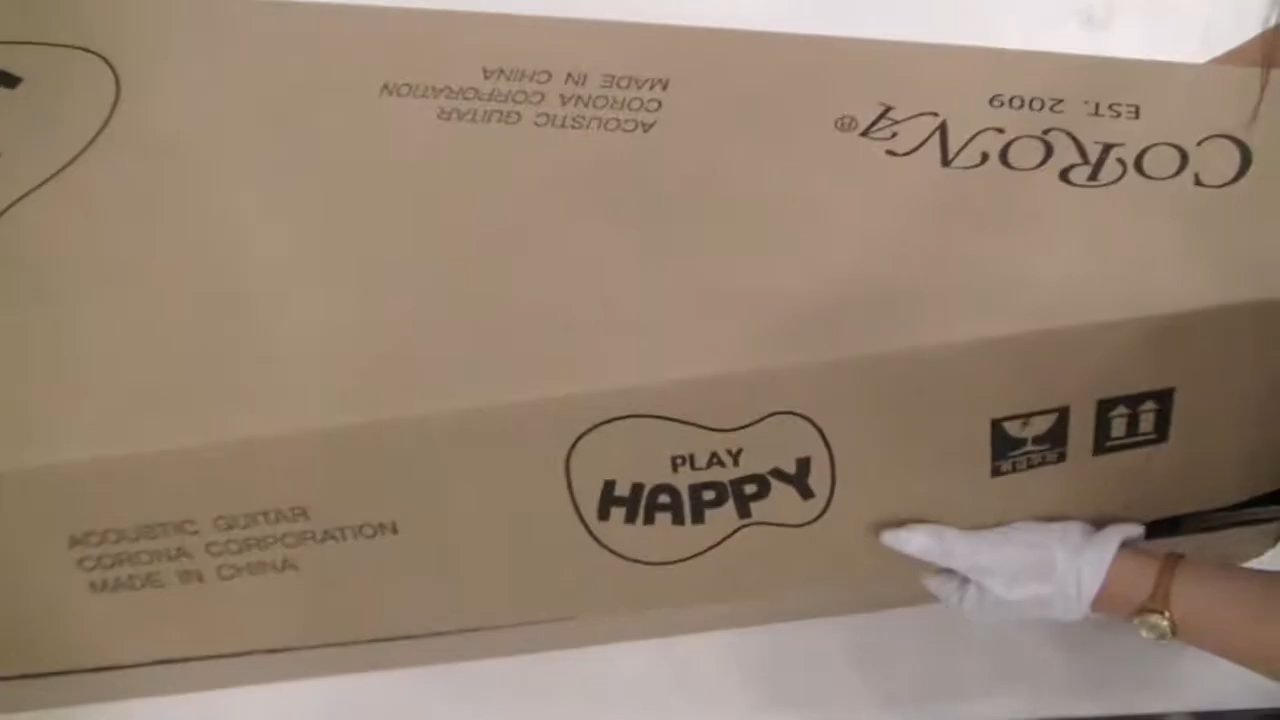 ACOUSTIC GUITAR
CORONA CORPORATION
MADE IN CHINA
CORONA®
EST. 2009
PLAY
HAPPY
ACOUSTIC GUITAR
CORONA CORPORATION
MADE IN CHINA